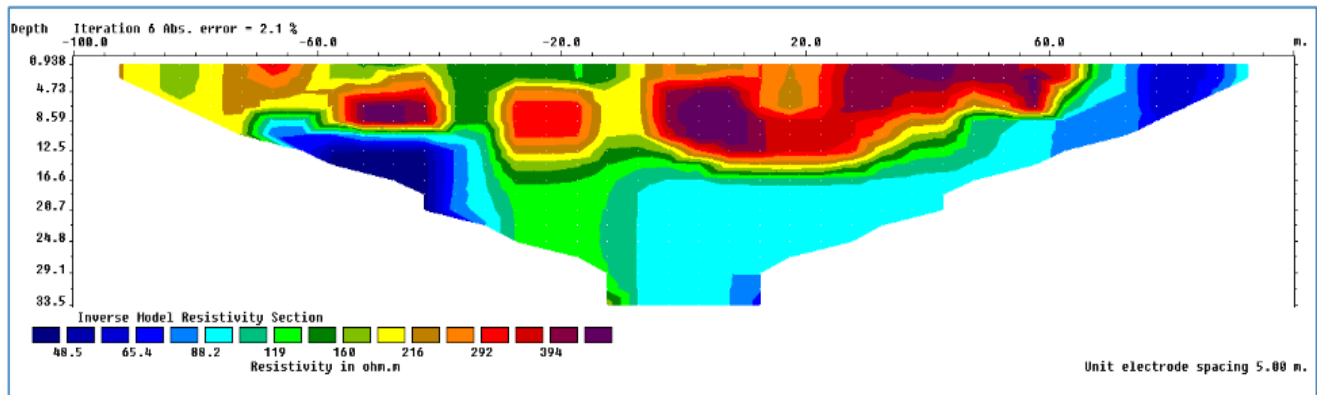 Depth Iteration 6 Abs. error = 2.1 %
-100.0 -60.0 -20.0 20.0 60.0 m.
0.938
4.73
8.59
12.5
16.6
20.7
24.8
29.1
33.5
Inverse Model Resistivity Section
48.5 65.4 88.2 119 160 216 292 394
Resistivity in ohm.m
Unit electrode spacing 5.00 m.